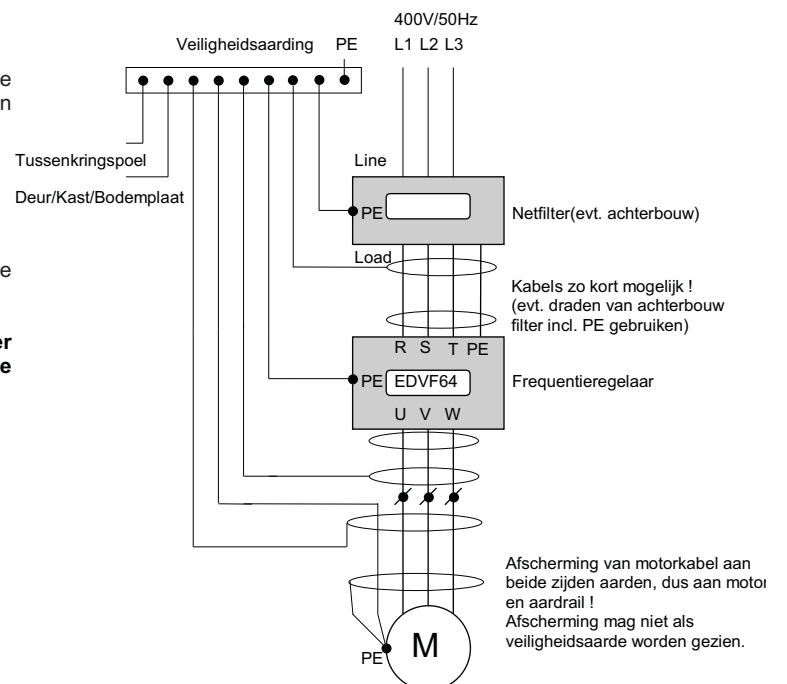 400V/50Hz
Veiligheidsaarding PE L1 L2 L3
e
n
Tussenkringspoel
Line
Deur/Kast/Bodemplaat
PE
Netfilter(evt. achterbouw)
Load
e
Kabels zo kort mogelijk !
(evt. draden van achterbouw
filter incl. PE gebruiken)
er
e
R S T PE
PE EDVF64
Frequentieregelaar
U V W
Afscherming van motorkabel aan
beide zijden aarden, dus aan motor
en aardrail !
Afscherming mag niet als
veiligheidsaarde worden gezien.
M
PE